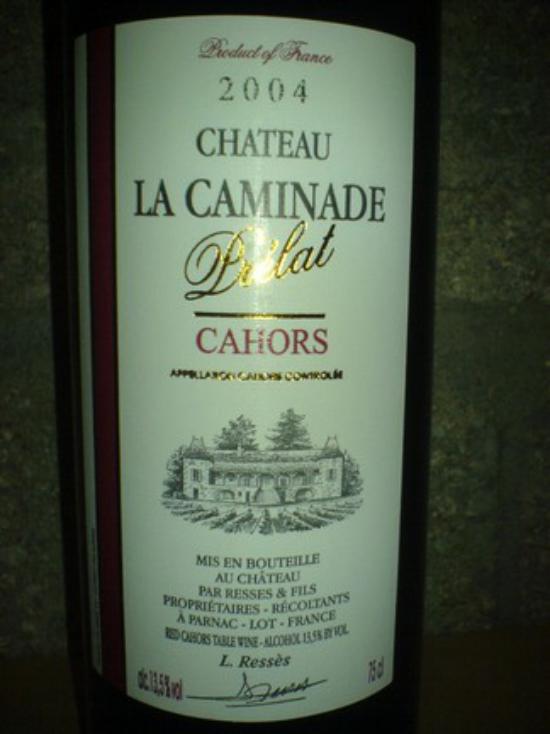 Product of France
2004
CHATEAU
LA CAMINADE
Prélat
CAHORS
APPELLATION CAHORS CONTROLÉE
MIS EN BOUTEILLE
AU CHÂTEAU
PAR RESSES & FILS
PROPRIÉTAIRES - RÉCOLTANTS
À PARNAC - LOT - FRANCE
RED CAHORS TABLE WINE - ALCOHOL 13,5% BY VOL.
L. Ressès
alc.13,5%vol
75 cl